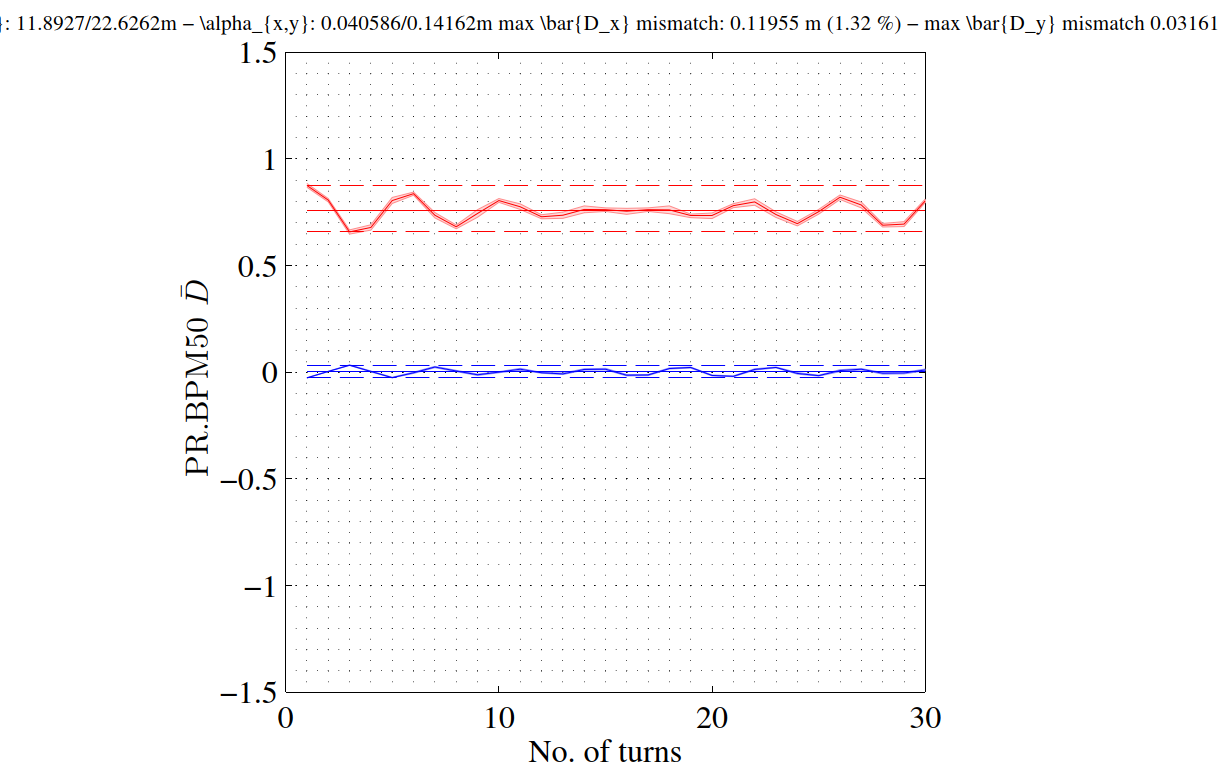 }: 11.8927/22.6262m − \alpha_{x,y}: 0.040586/0.14162m max \bar{D_x} mismatch: 0.11955 m (1.32 %) − max \bar{D_y} mismatch 0.03161
1.5
1
0.5
0
−0.5
−1
−1.5
PR.BPM50 D̄
0 10 20 30
No. of turns